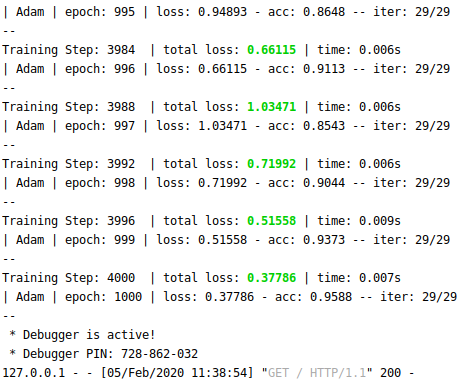 | Adam | epoch: 995 | loss: 0.94893 - acc: 0.8648 -- iter: 29/29
--
Training Step: 3984  | total loss: 0.66115 | time: 0.006s
| Adam | epoch: 996 | loss: 0.66115 - acc: 0.9113 -- iter: 29/29
--
Training Step: 3988  | total loss: 1.03471 | time: 0.006s
| Adam | epoch: 997 | loss: 1.03471 - acc: 0.8543 -- iter: 29/29
--
Training Step: 3992  | total loss: 0.71992 | time: 0.006s
| Adam | epoch: 998 | loss: 0.71992 - acc: 0.9044 -- iter: 29/29
--
Training Step: 3996  | total loss: 0.51558 | time: 0.009s
| Adam | epoch: 999 | loss: 0.51558 - acc: 0.9373 -- iter: 29/29
--
Training Step: 4000  | total loss: 0.37786 | time: 0.007s
| Adam | epoch: 1000 | loss: 0.37786 - acc: 0.9588 -- iter: 29/29
--
 * Debugger is active!
 * Debugger PIN: 728-862-032
127.0.0.1 - - [05/Feb/2020 11:38:54] "GET / HTTP/1.1" 200 -